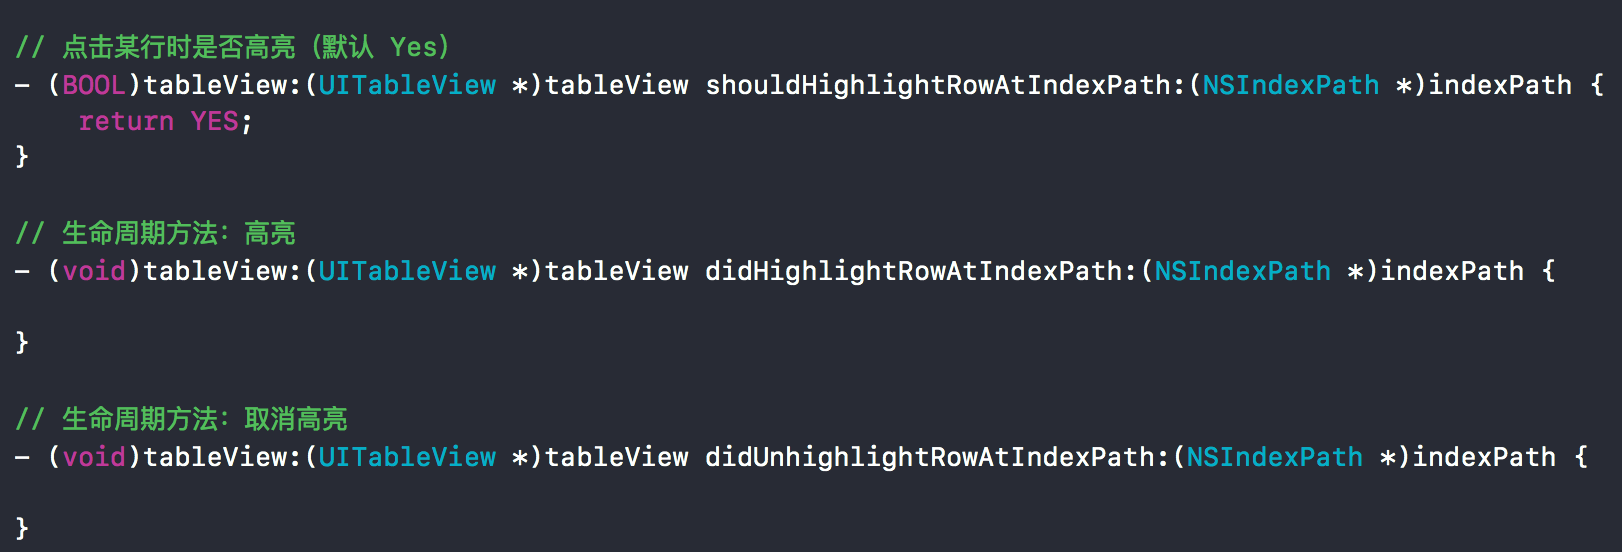 // 点击某行时是否高亮（默认 Yes）
- (BOOL)tableView:(UITableView *)tableView shouldHighlightRowAtIndexPath:(NSIndexPath *)indexPath {
    return YES;
}
// 生命周期方法：高亮
- (void)tableView:(UITableView *)tableView didHighlightRowAtIndexPath:(NSIndexPath *)indexPath {
}
// 生命周期方法：取消高亮
- (void)tableView:(UITableView *)tableView didUnhighlightRowAtIndexPath:(NSIndexPath *)indexPath {
}